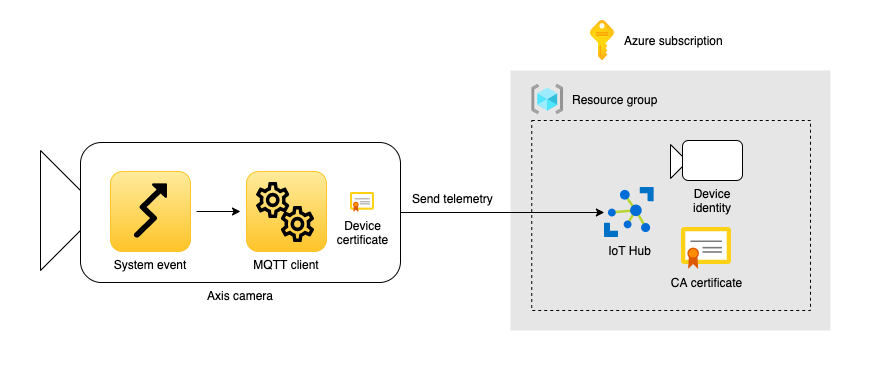 Azure subscription
Resource group
Send telemetry
Device
certificate
System event
MQTT client
Axis camera
Device
identity
IoT Hub
CA certificate